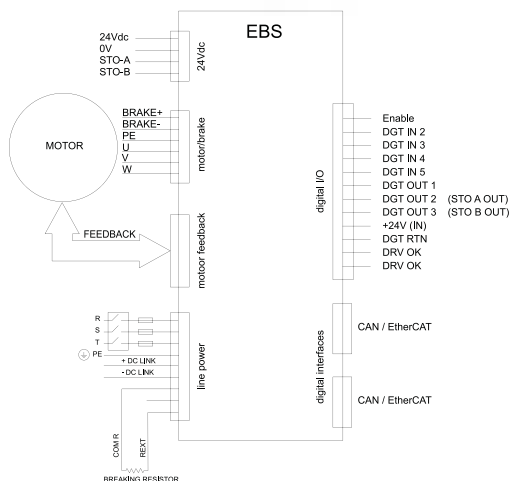 EBS
24Vdc
0V
STO-A
STO-B
24Vdc
BRAKE+
BRAKE-
PE
U
V
W
motor/brake
MOTOR
FEEDBACK
motoor feedback
R
S
T
PE
+ DC LINK
- DC LINK
line power
COM R
REXT
BREAKING RESISTOR
Enable
DGT IN 2
DGT IN 3
DGT IN 4
DGT IN 5
DGT OUT 1
DGT OUT 2 (STO A OUT)
DGT OUT 3 (STO B OUT)
+24V (IN)
DGT RTN
DRV OK
DRV OK
digital I/O
CAN / EtherCAT
digital interfaces
CAN / EtherCAT